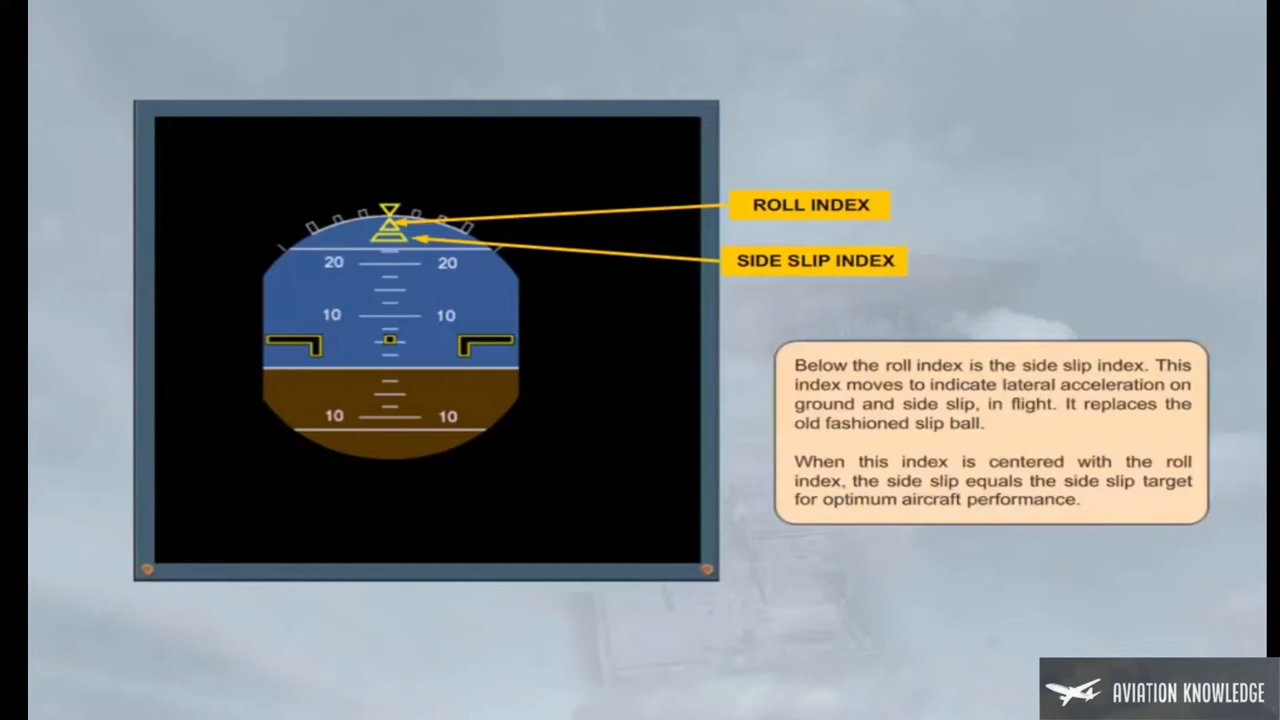 ROLL INDEX
SIDE SLIP INDEX
20 20
10 10
10 10
Below the roll index is the side slip index. This
index moves to indicate lateral acceleration on
ground and side slip, in flight. It replaces the
old fashioned slip ball.
When this index is centered with the roll
index, the side slip equals the side slip target
for optimum aircraft performance.
AVIATION KNOWLEDGE